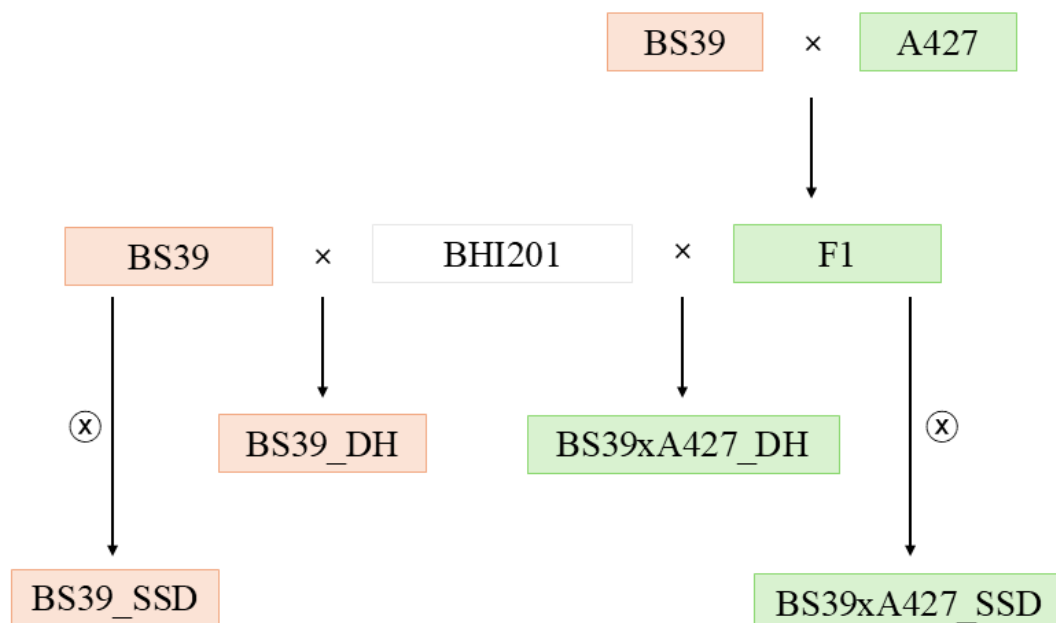 BS39 × A427
BS39 × BHI201 × F1
ⓧ ⓧ
BS39_DH BS39xA427_DH
BS39_SSD BS39xA427_SSD